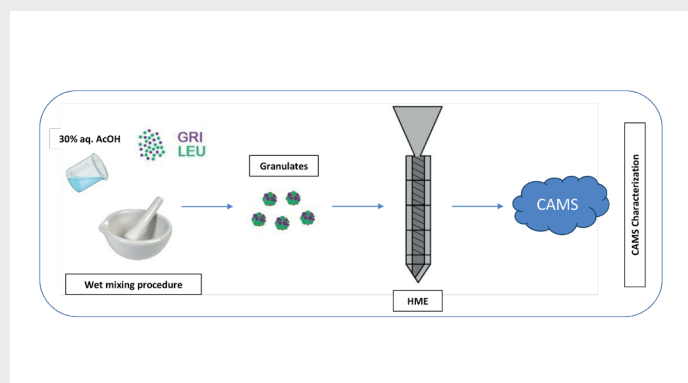 30% aq. AcOH
GRI
LEU
Wet mixing procedure
Granulates
HME
CAMS
CAMS Characterization